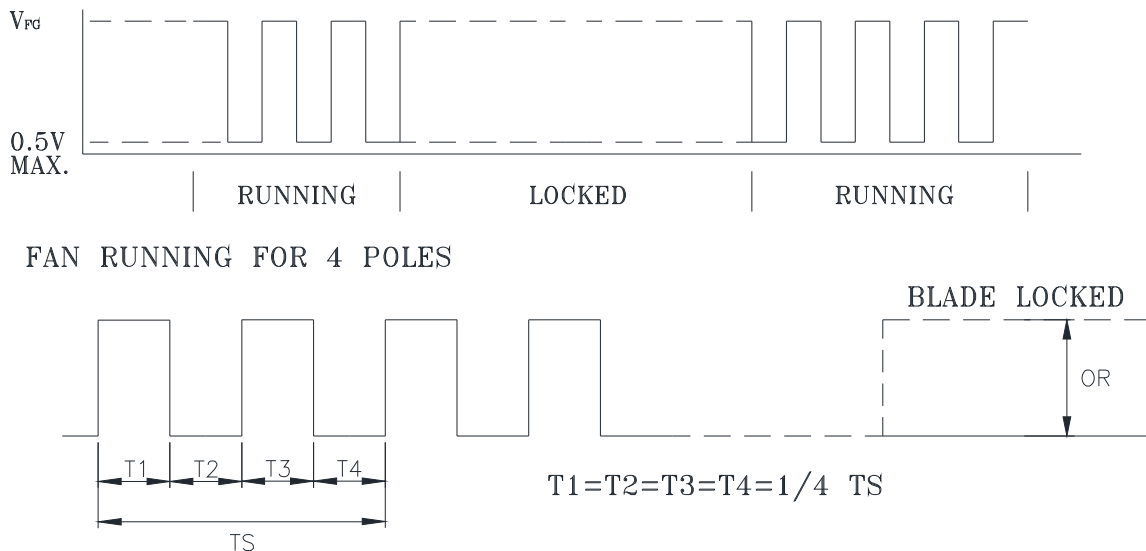 VFG
0.5V
MAX.
RUNNING LOCKED RUNNING
FAN RUNNING FOR 4 POLES
BLADE LOCKED
OR
T1 T2 T3 T4
T1=T2=T3=T4=1/4 TS
TS